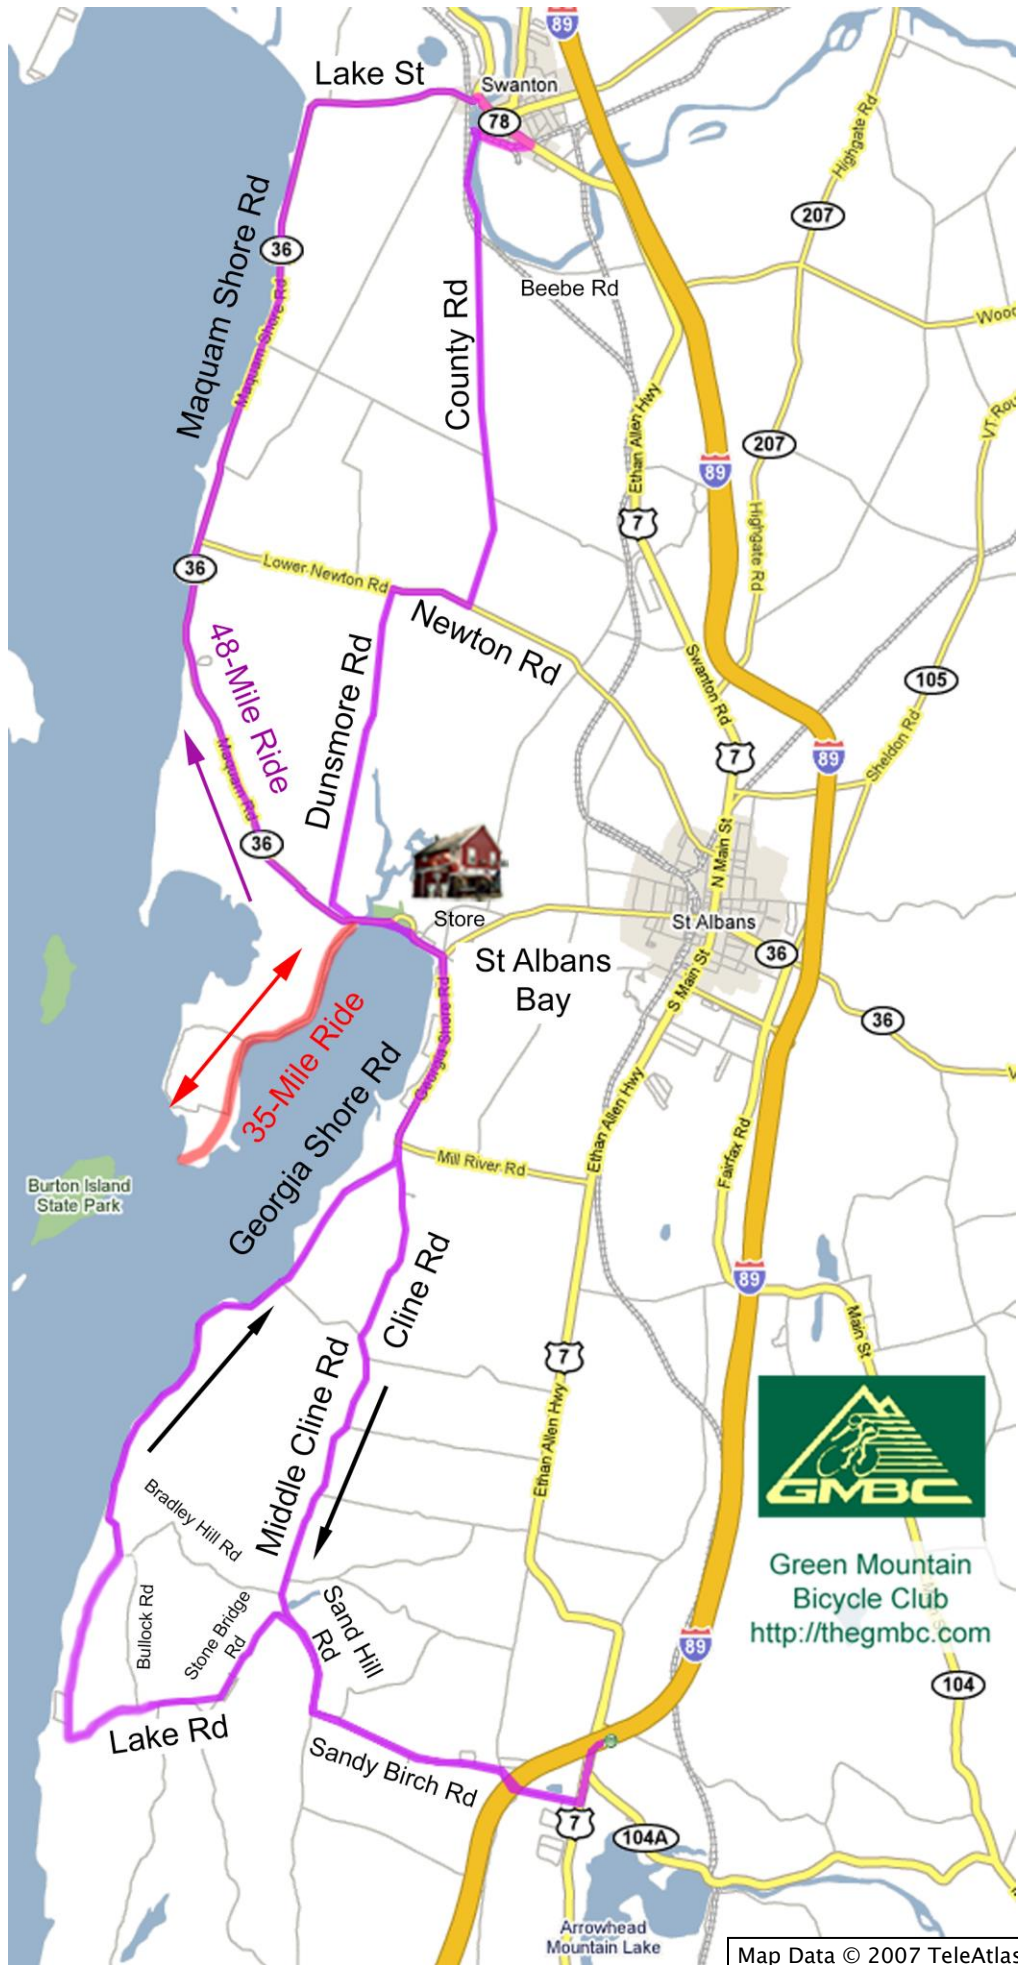 89
Lake St
Swanton
78
Highgate Rd
207
Maquam Shore Rd
36
Beebe Rd
Maquam Shore Rd
County Rd
Ethan Allen Hwy
207
89
7
Highgate Rd
36
Lower Newton Rd
Newton Rd
48-Mile Ride
Dunsmore Rd
Swanton Rd
105
Sheldon Rd
7
89
Maquam Rd
36
N Main St
Store
St Albans
St Albans
Bay
36
S Main St
36
35-Mile Ride
Georgia Shore Rd
Georgia Shore Rd
Ethan Allen Hwy
Fairfax Rd
Mill River Rd
Burton Island
State Park
Cline Rd
89
Main St
7
Middle Cline Rd
Ethan Allen Hwy
GMBC
Bradley Hill Rd
Green Mountain
Bicycle Club
http://thegmbc.com
Bullock Rd
Stone Bridge
Rd
Sand Hill
Rd
89
104
Lake Rd
Sandy Birch Rd
7
104A
Arrowhead
Mountain Lake
Map Data © 2007 TeleAtlas